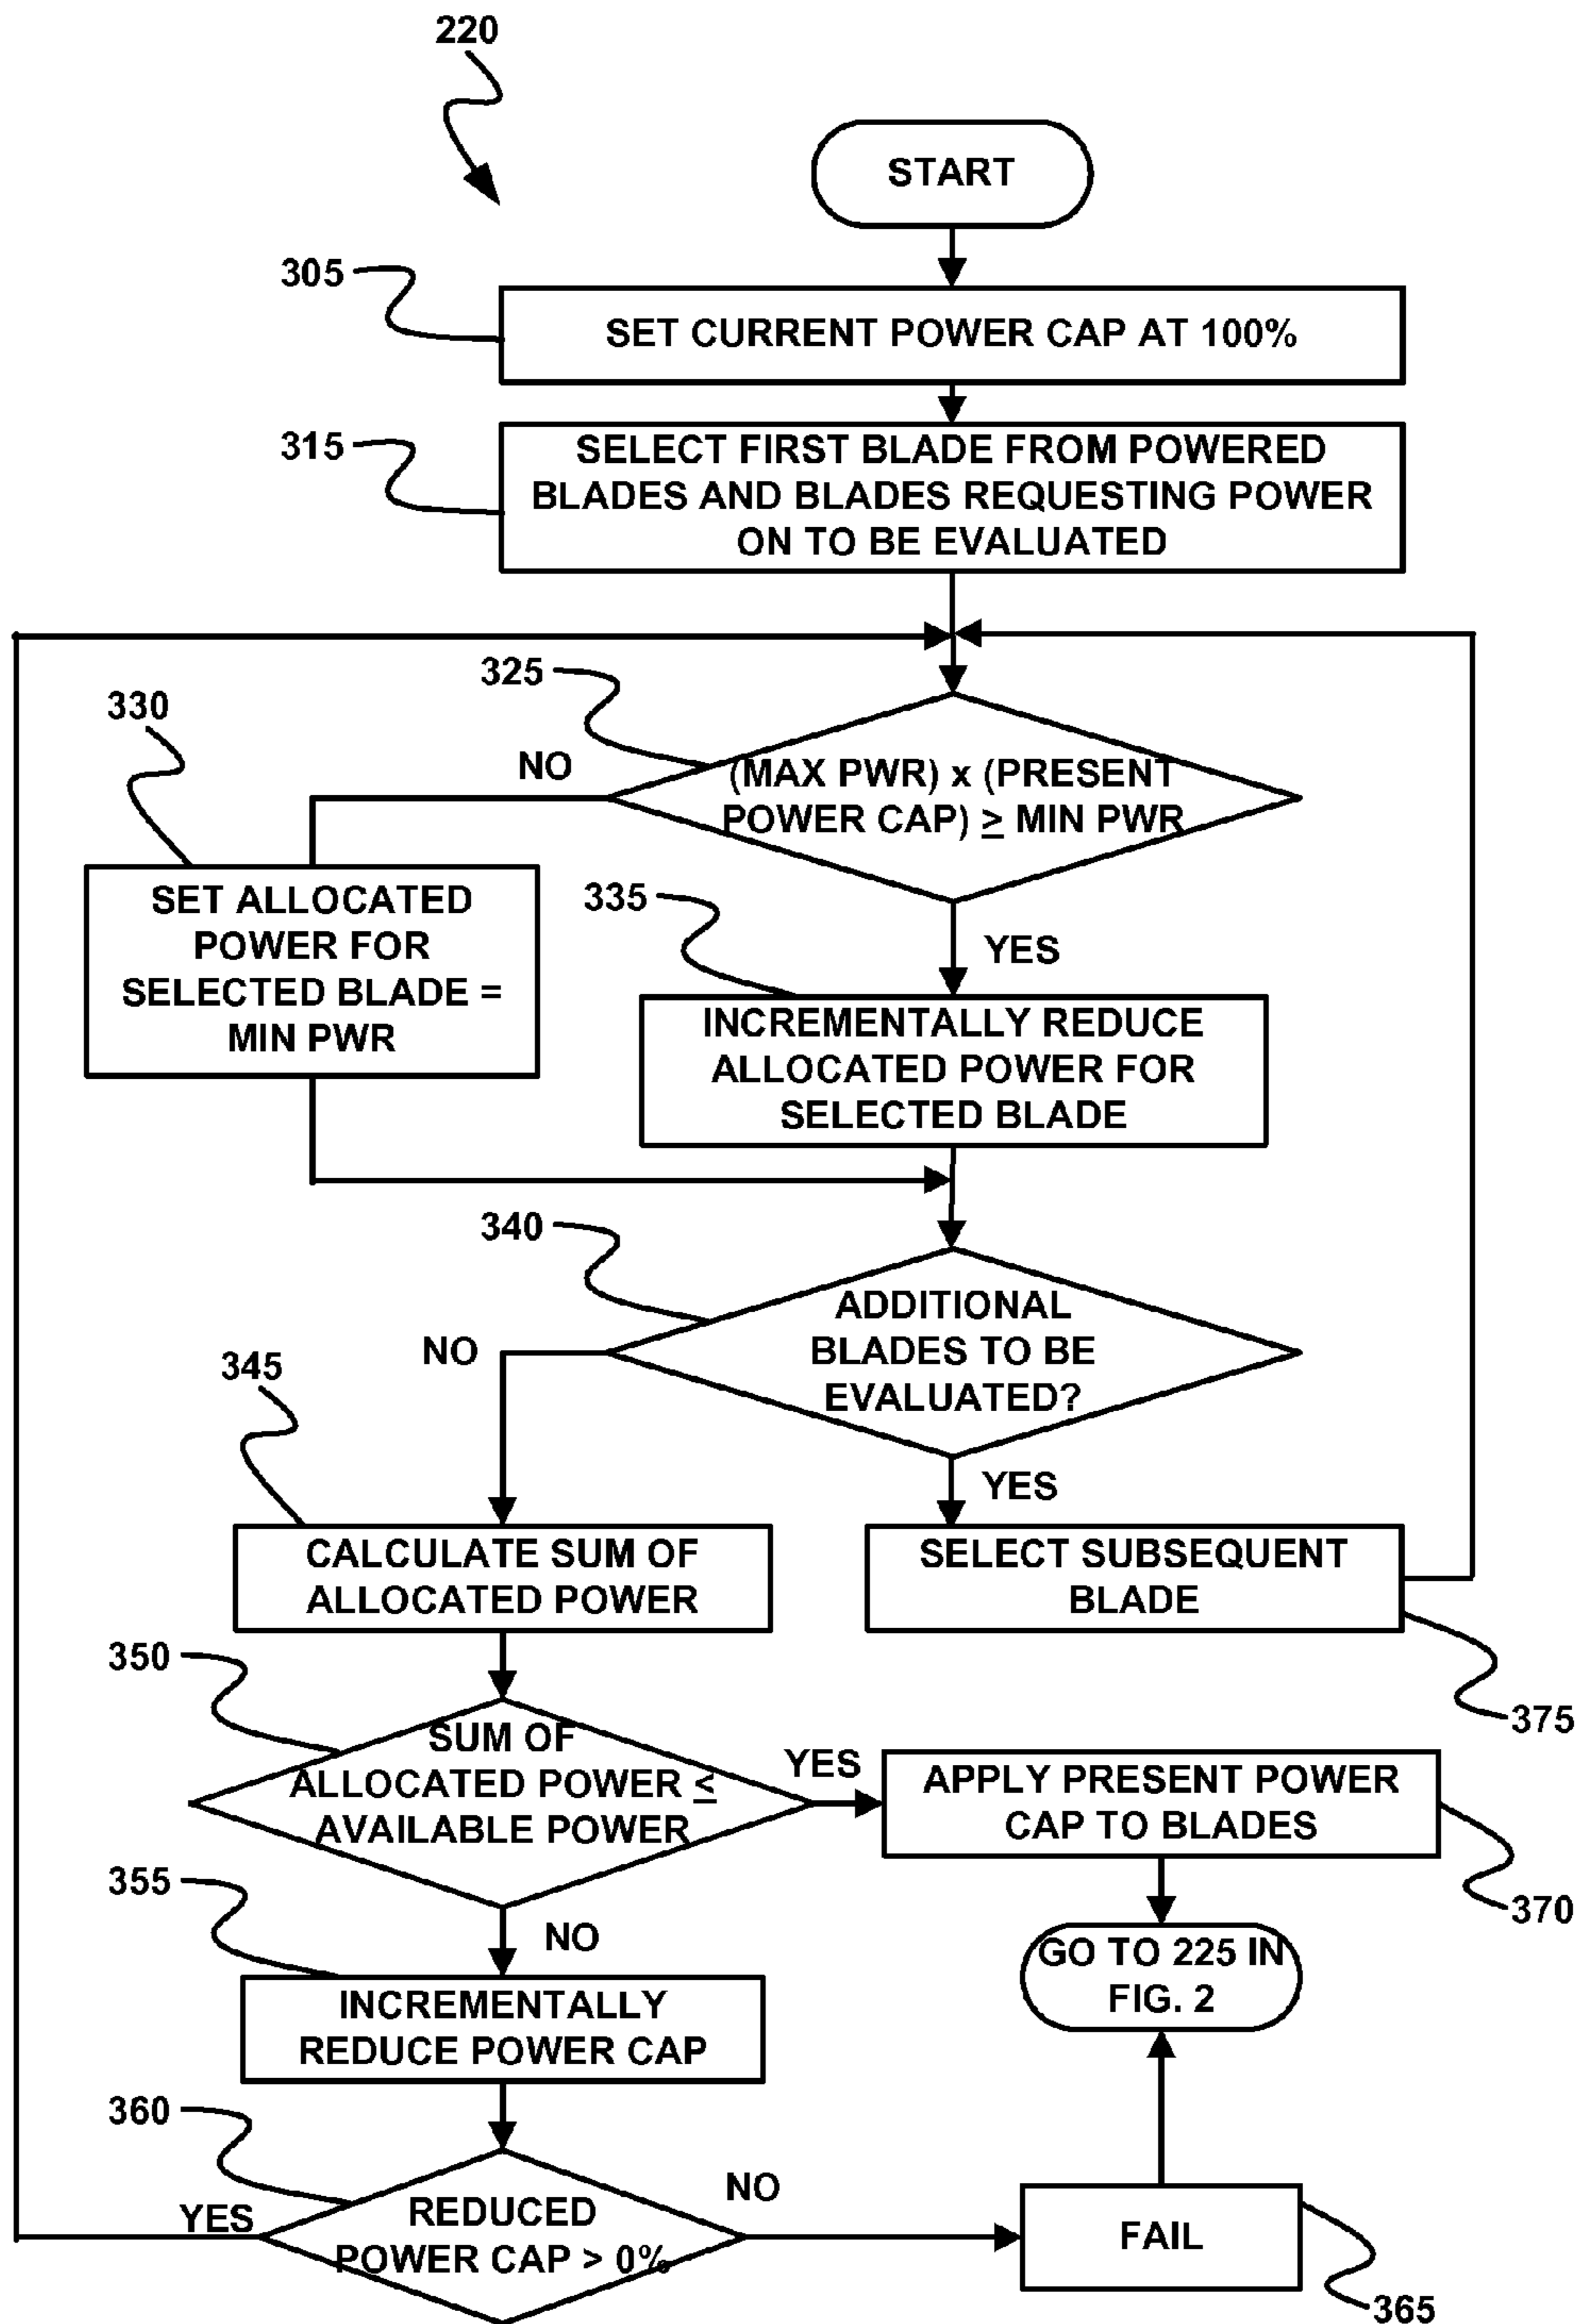 220
START
305
SET CURRENT POWER CAP AT 100%
315
SELECT FIRST BLADE FROM POWERED
BLADES AND BLADES REQUESTING POWER
ON TO BE EVALUATED
325
330
NO
(MAX PWR) x (PRESENT
POWER CAP) ≥ MIN PWR
SET ALLOCATED
POWER FOR
SELECTED BLADE =
MIN PWR
335
YES
INCREMENTALLY REDUCE
ALLOCATED POWER FOR
SELECTED BLADE
340
ADDITIONAL
BLADES TO BE
EVALUATED?
NO
345
YES
CALCULATE SUM OF
ALLOCATED POWER
SELECT SUBSEQUENT
BLADE
350
375
SUM OF
ALLOCATED POWER ≤
AVAILABLE POWER
YES
APPLY PRESENT POWER
CAP TO BLADES
355
370
NO
GO TO 225 IN
FIG. 2
INCREMENTALLY
REDUCE POWER CAP
360
YES
REDUCED
POWER CAP > 0%
NO
FAIL
365